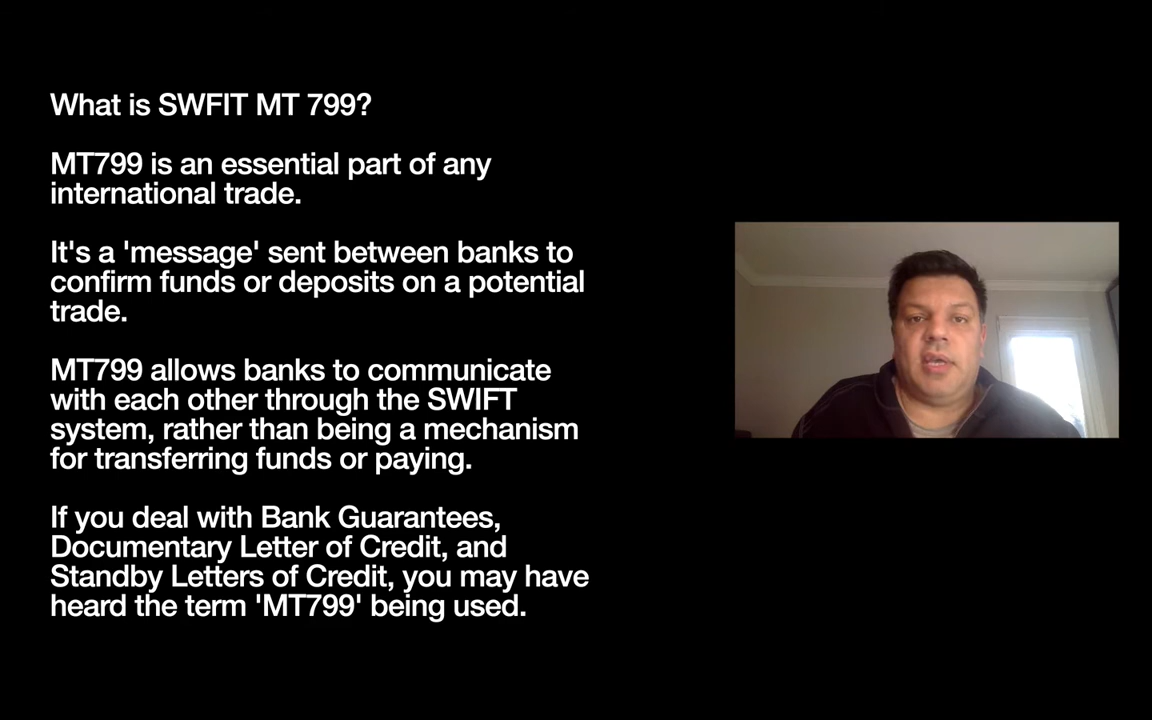 What is SWFIT MT 799?
MT799 is an essential part of any
international trade.
It's a 'message' sent between banks to
confirm funds or deposits on a potential
trade.
MT799 allows banks to communicate
with each other through the SWIFT
system, rather than being a mechanism
for transferring funds or paying.
If you deal with Bank Guarantees,
Documentary Letter of Credit, and
Standby Letters of Credit, you may have
heard the term 'MT799' being used.